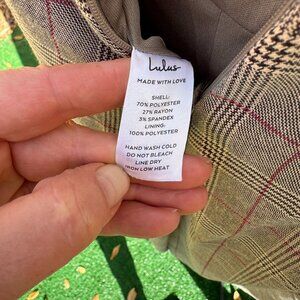 Lulus
MADE WITH LOVE
SHELL:
70% POLYESTER
27% RAYON
3% SPANDEX
LINING:
100% POLYESTER
HAND WASH COLD
DO NOT BLEACH
LINE DRY
IRON LOW HEAT